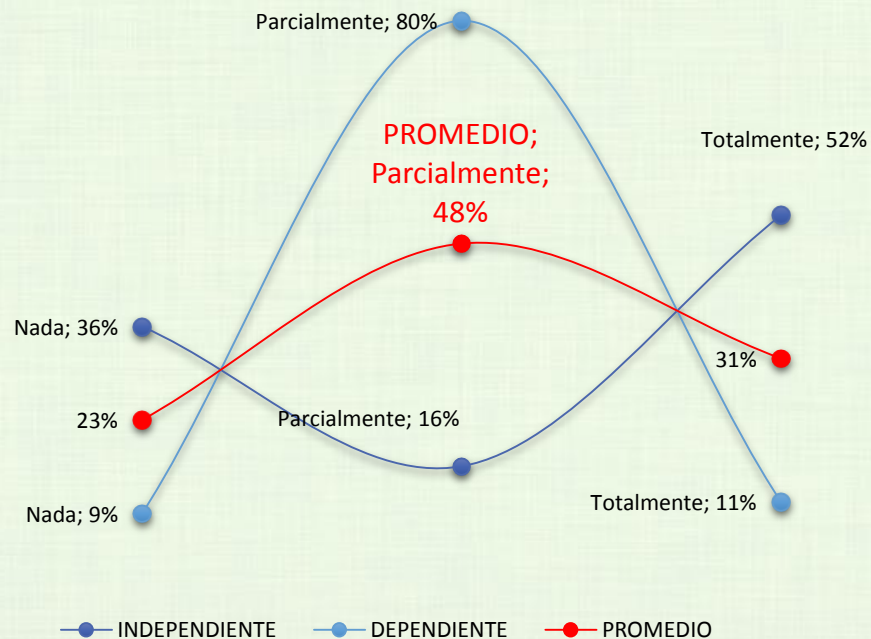 Parcialmente; 80%
PROMEDIO;
Parcialmente;
48%
Totalmente; 52%
Nada; 36%
31%
23%
Parcialmente; 16%
Nada; 9%
Totalmente; 11%
INDEPENDIENTE DEPENDIENTE PROMEDIO